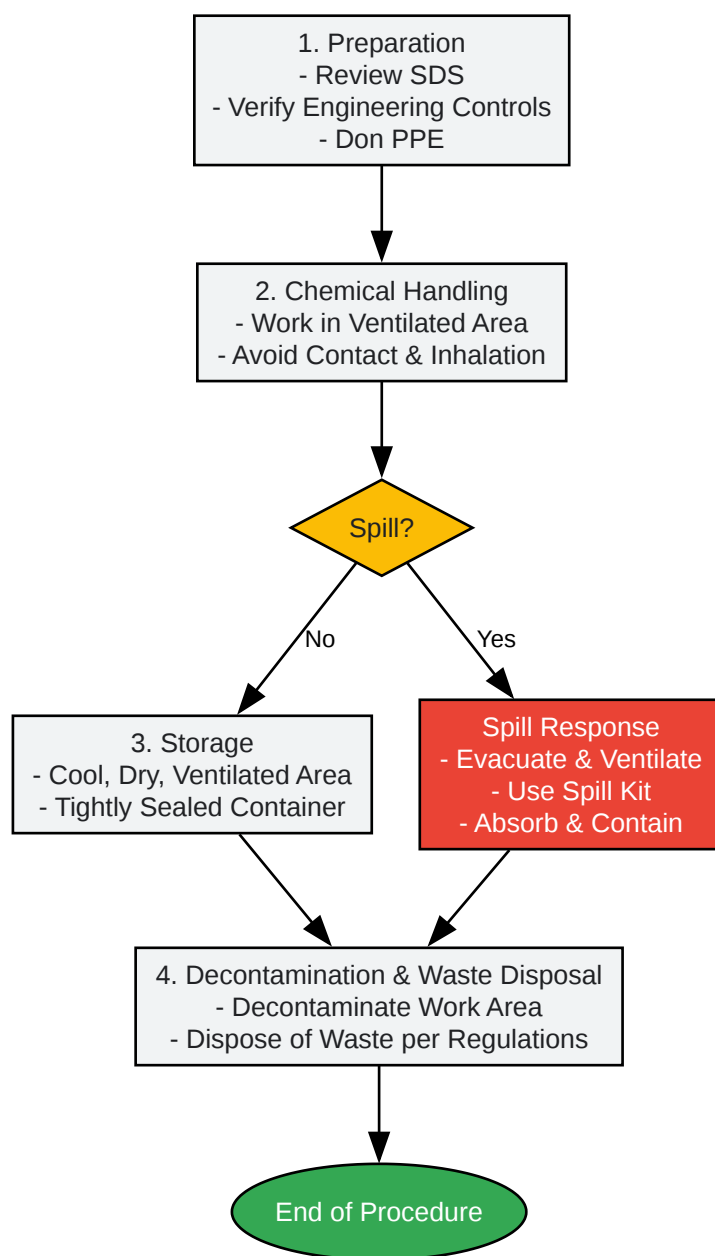 1. Preparation
- Review SDS
- Verify Engineering Controls
- Don PPE
2. Chemical Handling
- Work in Ventilated Area
- Avoid Contact & Inhalation
Spill?
No
Yes
3. Storage
- Cool, Dry, Ventilated Area
- Tightly Sealed Container
Spill Response
- Evacuate & Ventilate
- Use Spill Kit
- Absorb & Contain
4. Decontamination & Waste Disposal
- Decontaminate Work Area
- Dispose of Waste per Regulations
End of Procedure